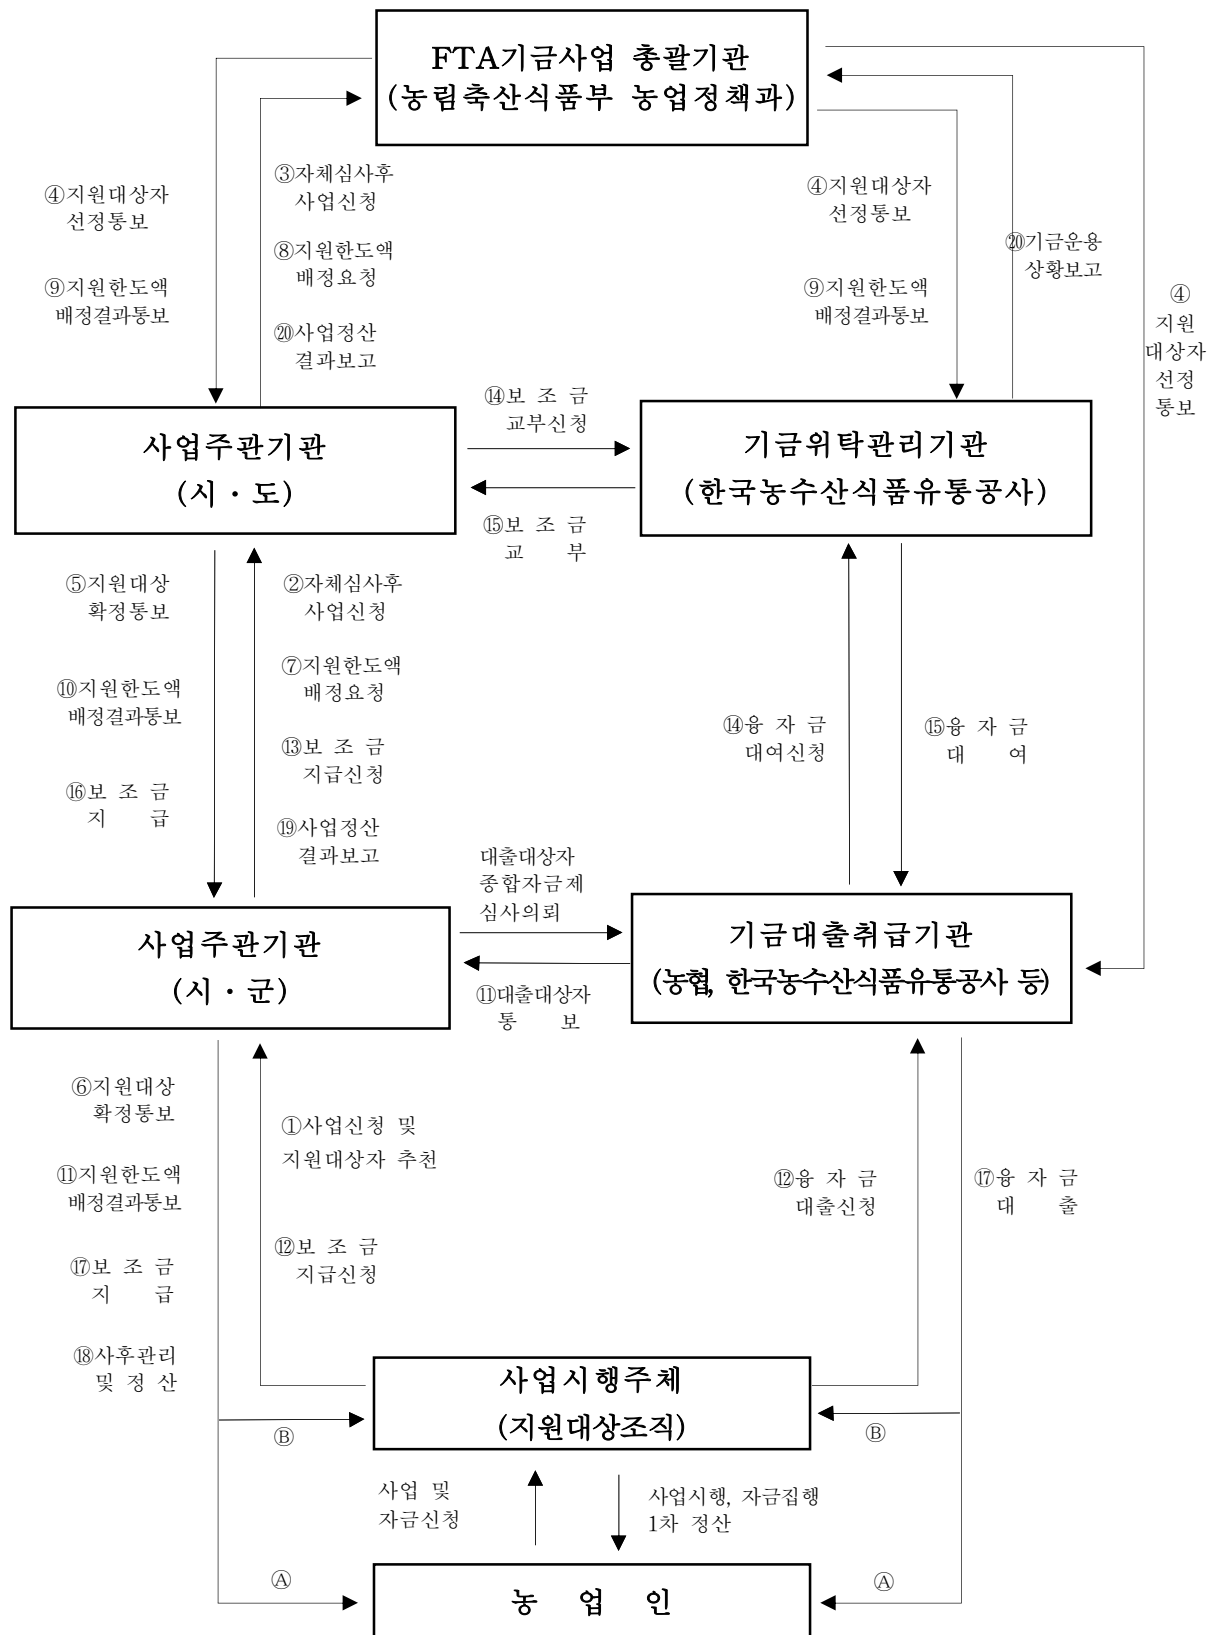 FTA기금사업 총괄기관
(농림축산식품부 농업정책과)
④지원대상자
선정통보
⑨지원한도액
배정결과통보
③자체심사후
사업신청
⑧지원한도액
배정요청
⑳사업정산
결과보고
④지원대상자
선정통보
⑨지원한도액
배정결과통보
⑳기금운용
상황보고
④
지원
대상자
선정
통보
사업주관기관
(시 · 도)
⑭보 조 금
교부신청
⑮보 조 금
교 부
기금위탁관리기관
(한국농수산식품유통공사)
⑤지원대상
확정통보
⑩지원한도액
배정결과통보
⑯보 조 금
지 급
②자체심사후
사업신청
⑦지원한도액
배정요청
⑬보 조 금
지급신청
⑲사업정산
결과보고
⑭융 자 금
대여신청
⑮융 자 금
대 여
대출대상자
종합자금제
심사의뢰
사업주관기관
(시 · 군)
⑪대출대상자
통 보
기금대출취급기관
(농협, 한국농수산식품유통공사 등)
⑥지원대상
확정통보
⑪지원한도액
배정결과통보
⑰보 조 금
지 급
⑱사후관리
및 정 산
①사업신청 및
지원대상자 추천
⑫보 조 금
지급신청
⑫융 자 금
대출신청
⑰융 자 금
대 출
사업시행주체
(지원대상조직)
Ⓑ
Ⓑ
사업 및
자금신청
사업시행, 자금집행
1차 정산
Ⓐ
Ⓐ
농 업 인